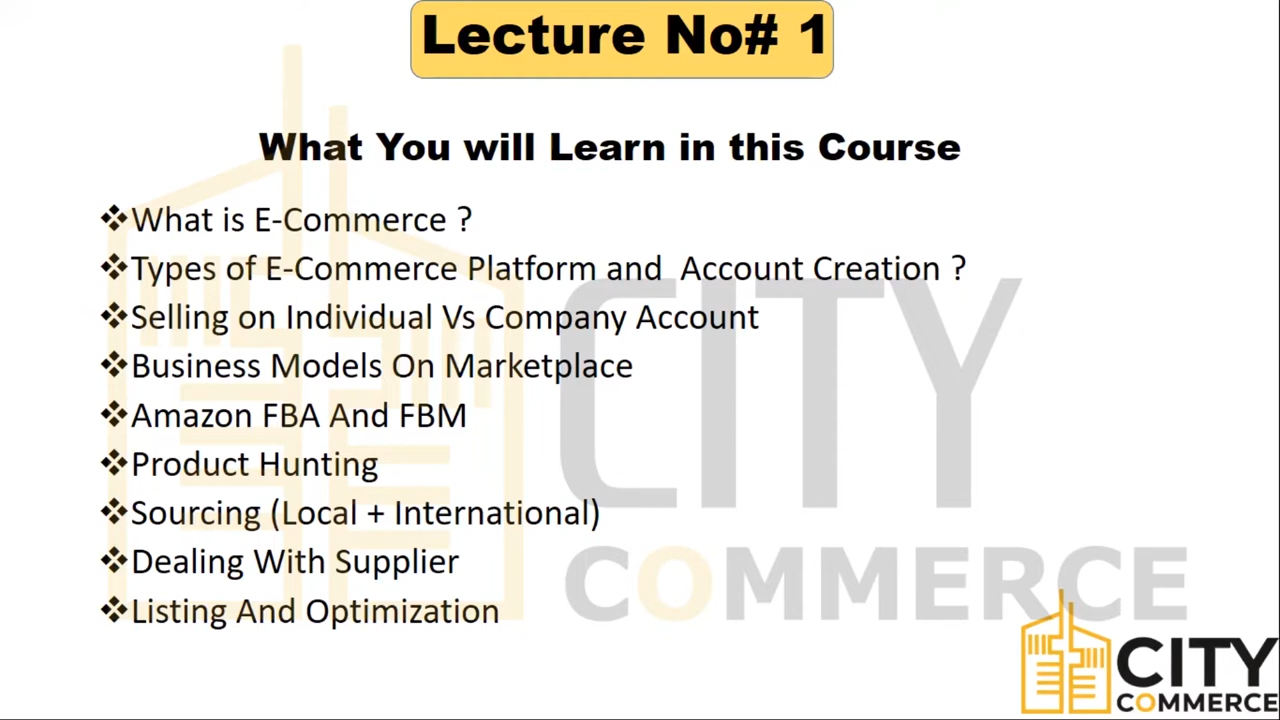 Lecture No# 1
What You will Learn in this Course
❖What is E-Commerce ?
❖Types of E-Commerce Platform and  Account Creation ?
❖Selling on Individual Vs Company Account
❖Business Models On Marketplace
❖Amazon FBA And FBM
❖Product Hunting
❖Sourcing (Local + International)
❖Dealing With Supplier
❖Listing And Optimization
CITY
COMMERCE
CITY
COMMERCE